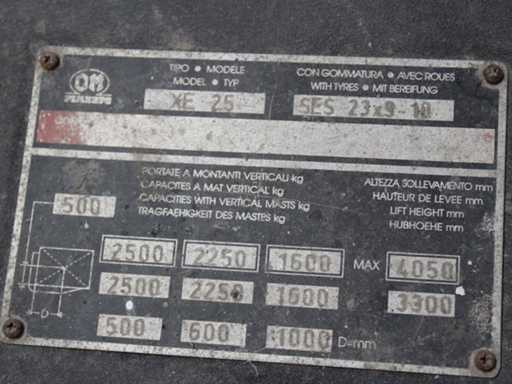 OM
PIMESPO
TIPO • MODELE
MODEL • TYP
XE 25
CON GOMMATURA • AVEC ROUES
WITH TYRES • MIT BEREIFUNG
SES 23x9-10
PORTATE A MONTANTI VERTICALI kg
CAPACITES A MAT VERTICAL kg
CAPACITIES WITH VERTICAL MASTS kg
TRAGFAEHIGKEIT DES MASTES kg
ALTEZZA SOLLEVAMENTO mm
HAUTEUR DE LEVEE mm
LIFT HEIGHT mm
HUBHOEHE mm
500
2500 2250 1600 MAX 4050
2500 2250 1600 3300
500 600 1000 D=mm
D